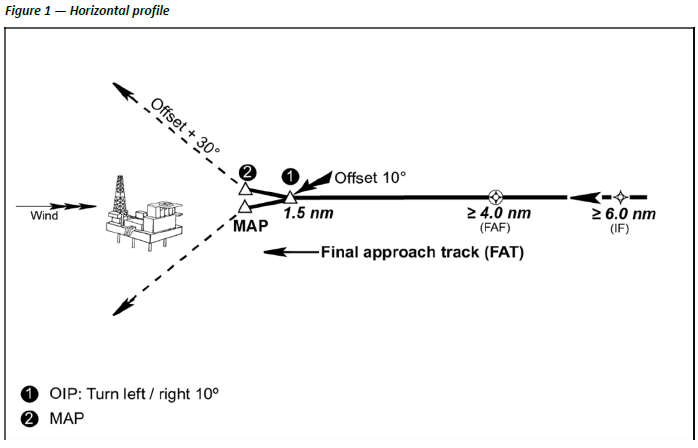 Figure 1 — Horizontal profile
Offset + 30°
2
1
Offset 10°
Wind
MAP
1.5 nm
≥ 4.0 nm
(FAF)
≥ 6.0 nm
(IF)
Final approach track (FAT)
1 OIP: Turn left / right 10º
2 MAP